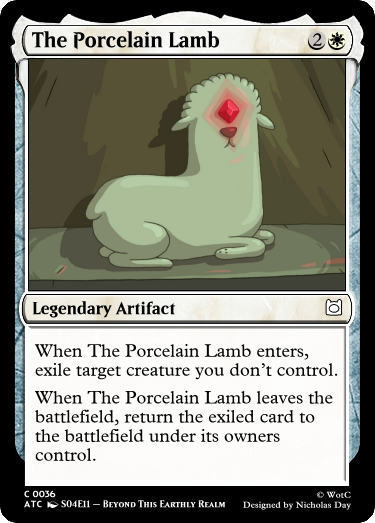 The Porcelain Lamb 2
Legendary Artifact
When The Porcelain Lamb enters,
exile target creature you don't control.
When The Porcelain Lamb leaves the
battlefield, return the exiled card to
the battlefield under its owners
control.
C 0036
ATC S04E11 – Beyond This Earthly Realm
© WotC
Designed by Nicholas Day